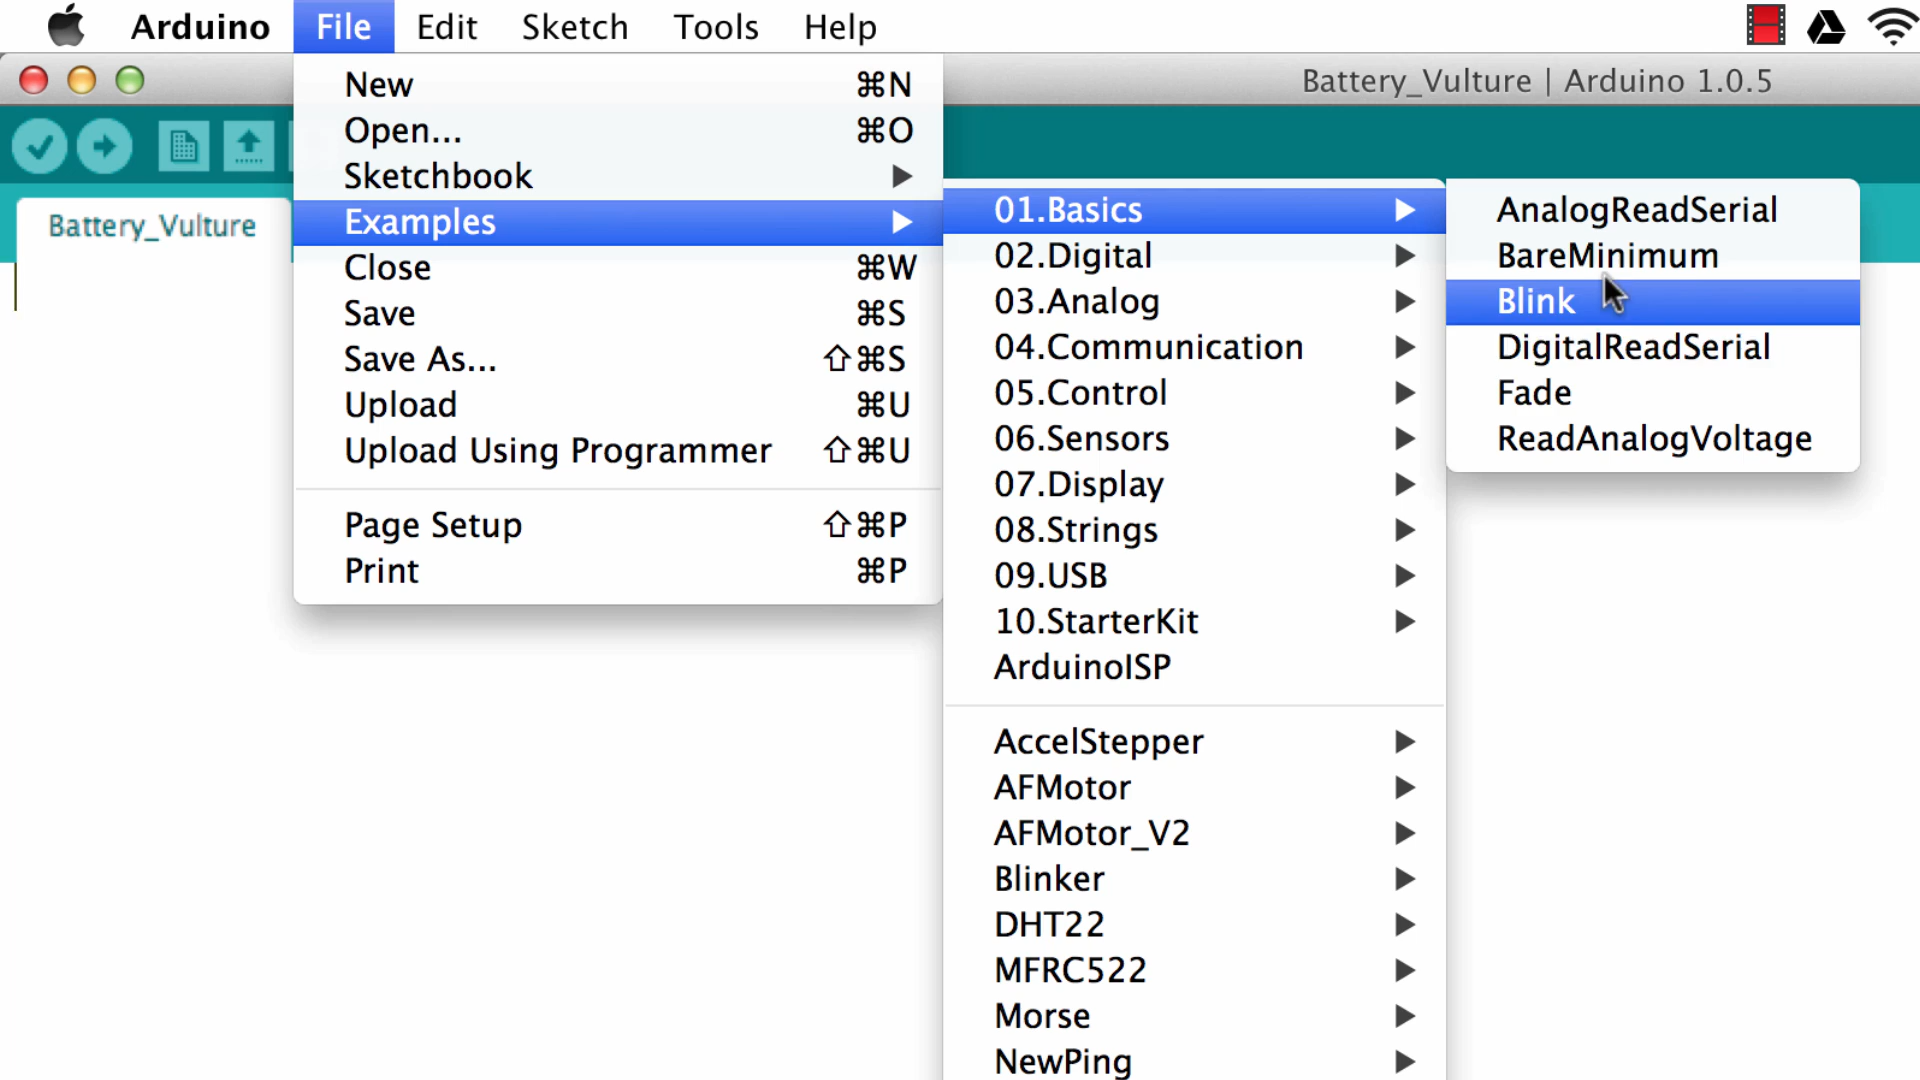 Arduino File Edit Sketch Tools Help
Battery_Vulture | Arduino 1.0.5
Battery_Vulture
New ⌘N
Open... ⌘O
Sketchbook
Examples
Close ⌘W
Save ⌘S
Save As... ⇧⌘S
Upload ⌘U
Upload Using Programmer ⇧⌘U
Page Setup ⇧⌘P
Print ⌘P
01.Basics
02.Digital
03.Analog
04.Communication
05.Control
06.Sensors
07.Display
08.Strings
09.USB
10.StarterKit
ArduinoISP
AccelStepper
AFMotor
AFMotor_V2
Blinker
DHT22
MFRC522
Morse
NewPing
AnalogReadSerial
BareMinimum
Blink
DigitalReadSerial
Fade
ReadAnalogVoltage